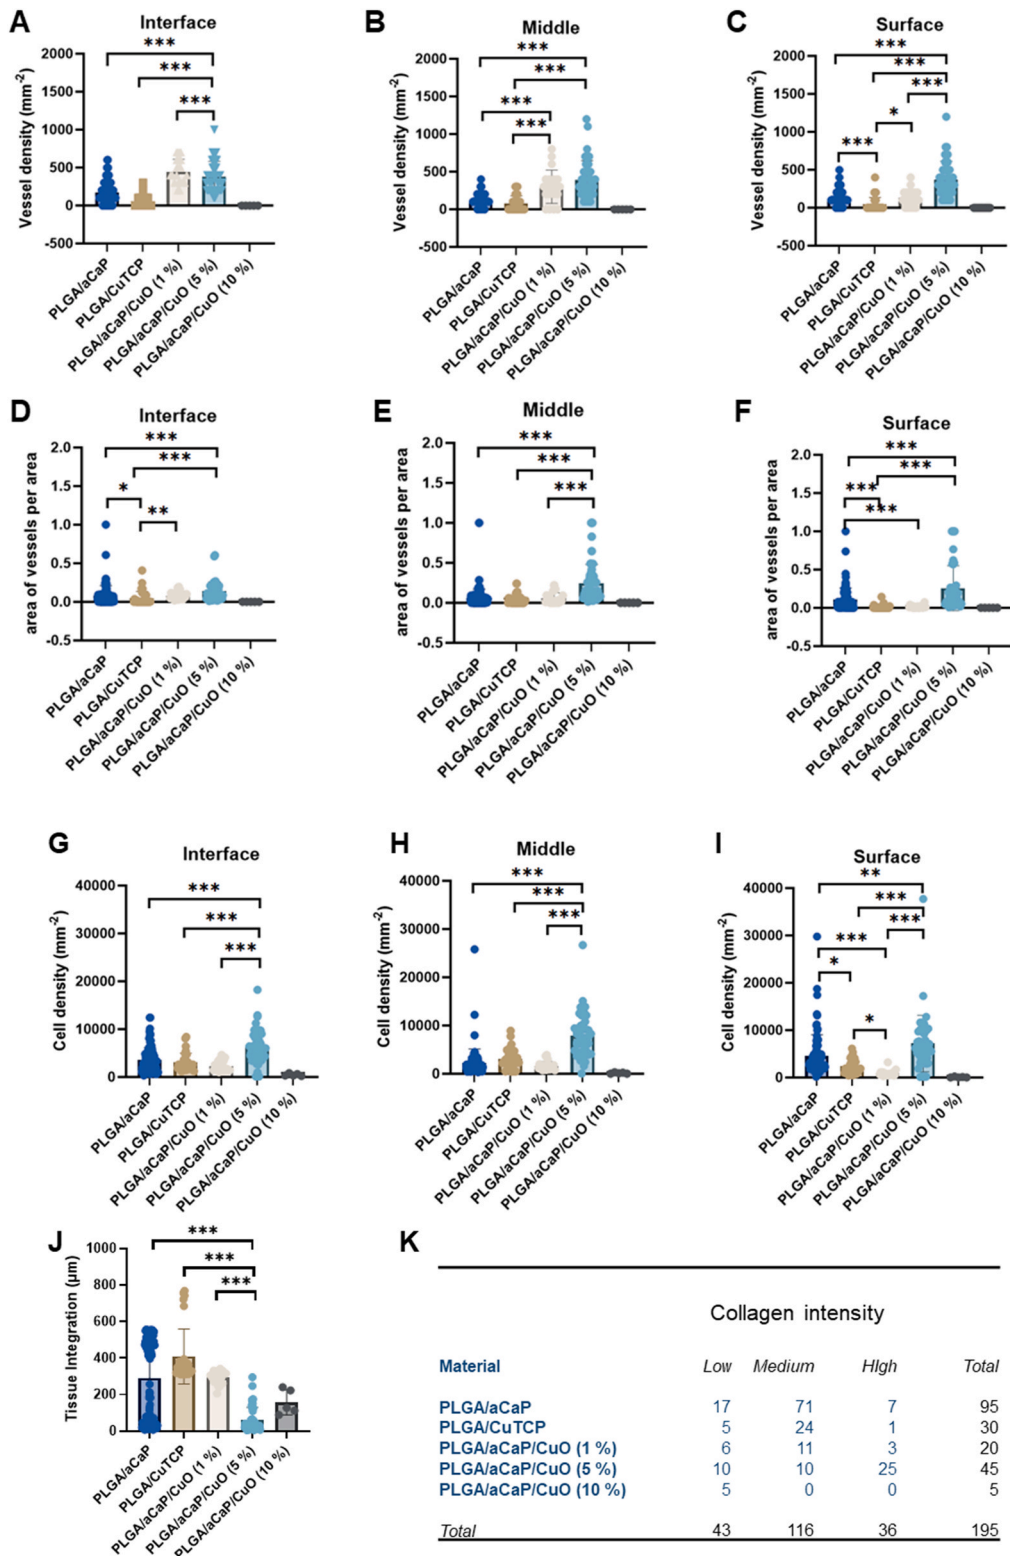 A
Interface
Vessel density (mm-2)
2000
1500
1000
500
0
-500
***
***
***
PLGA/aCaP
PLGA/CuTCP
PLGA/aCaP/CuO (1 %)
PLGA/aCaP/CuO (5 %)
PLGA/aCaP/CuO (10 %)
B
Middle
Vessel density (mm-2)
2000
1500
1000
500
0
-500
***
***
***
***
PLGA/aCaP
PLGA/CuTCP
PLGA/aCaP/CuO (1 %)
PLGA/aCaP/CuO (5 %)
PLGA/aCaP/CuO (10 %)
C
Surface
Vessel density (mm-2)
2000
1500
1000
500
0
-500
***
***
***
*
***
PLGA/aCaP
PLGA/CuTCP
PLGA/aCaP/CuO (1 %)
PLGA/aCaP/CuO (5 %)
PLGA/aCaP/CuO (10 %)
D
Interface
area of vessels per area
2.0
1.5
1.0
0.5
0.0
-0.5
***
***
*
**
PLGA/aCaP
PLGA/CuTCP
PLGA/aCaP/CuO (1 %)
PLGA/aCaP/CuO (5 %)
PLGA/aCaP/CuO (10 %)
E
Middle
area of vessels per area
2.0
1.5
1.0
0.5
0.0
-0.5
***
***
***
PLGA/aCaP
PLGA/CuTCP
PLGA/aCaP/CuO (1 %)
PLGA/aCaP/CuO (5 %)
PLGA/aCaP/CuO (10 %)
F
Surface
area of vessels per area
2.0
1.5
1.0
0.5
0.0
-0.5
***
***
***
***
PLGA/aCaP
PLGA/CuTCP
PLGA/aCaP/CuO (1 %)
PLGA/aCaP/CuO (5 %)
PLGA/aCaP/CuO (10 %)
G
Interface
Cell density (mm-2)
40000
30000
20000
10000
0
***
***
***
PLGA/aCaP
PLGA/CuTCP
PLGA/aCaP/CuO (1 %)
PLGA/aCaP/CuO (5 %)
PLGA/aCaP/CuO (10 %)
H
Middle
Cell density (mm-2)
40000
30000
20000
10000
0
***
***
***
PLGA/aCaP
PLGA/CuTCP
PLGA/aCaP/CuO (1 %)
PLGA/aCaP/CuO (5 %)
PLGA/aCaP/CuO (10 %)
I
Surface
Cell density (mm-2)
40000
30000
20000
10000
0
**
***
***
***
*
*
PLGA/aCaP
PLGA/CuTCP
PLGA/aCaP/CuO (1 %)
PLGA/aCaP/CuO (5 %)
PLGA/aCaP/CuO (10 %)
J
Tissue Integration (µm)
1000
800
600
400
200
0
***
***
***
PLGA/aCaP
PLGA/CuTCP
PLGA/aCaP/CuO (1 %)
PLGA/aCaP/CuO (5 %)
PLGA/aCaP/CuO (10 %)
K
Collagen intensity
Material Low Medium HIgh Total
PLGA/aCaP 17 71 7 95
PLGA/CuTCP 5 24 1 30
PLGA/aCaP/CuO (1 %) 6 11 3 20
PLGA/aCaP/CuO (5 %) 10 10 25 45
PLGA/aCaP/CuO (10 %) 5 0 0 5
Total 43 116 36 195